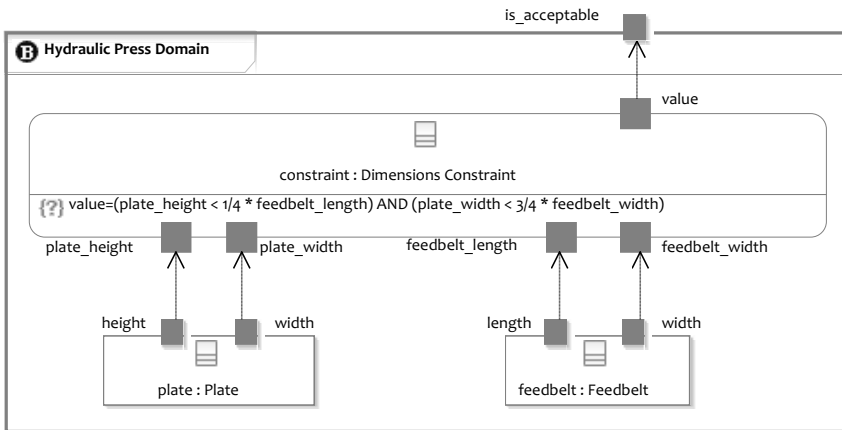 is_acceptable
B Hydraulic Press Domain
value
constraint : Dimensions Constraint
{?} value=(plate_height < 1/4 * feedbelt_length) AND (plate_width < 3/4 * feedbelt_width)
plate_height plate_width feedbelt_length feedbelt_width
height width length width
plate : Plate feedbelt : Feedbelt